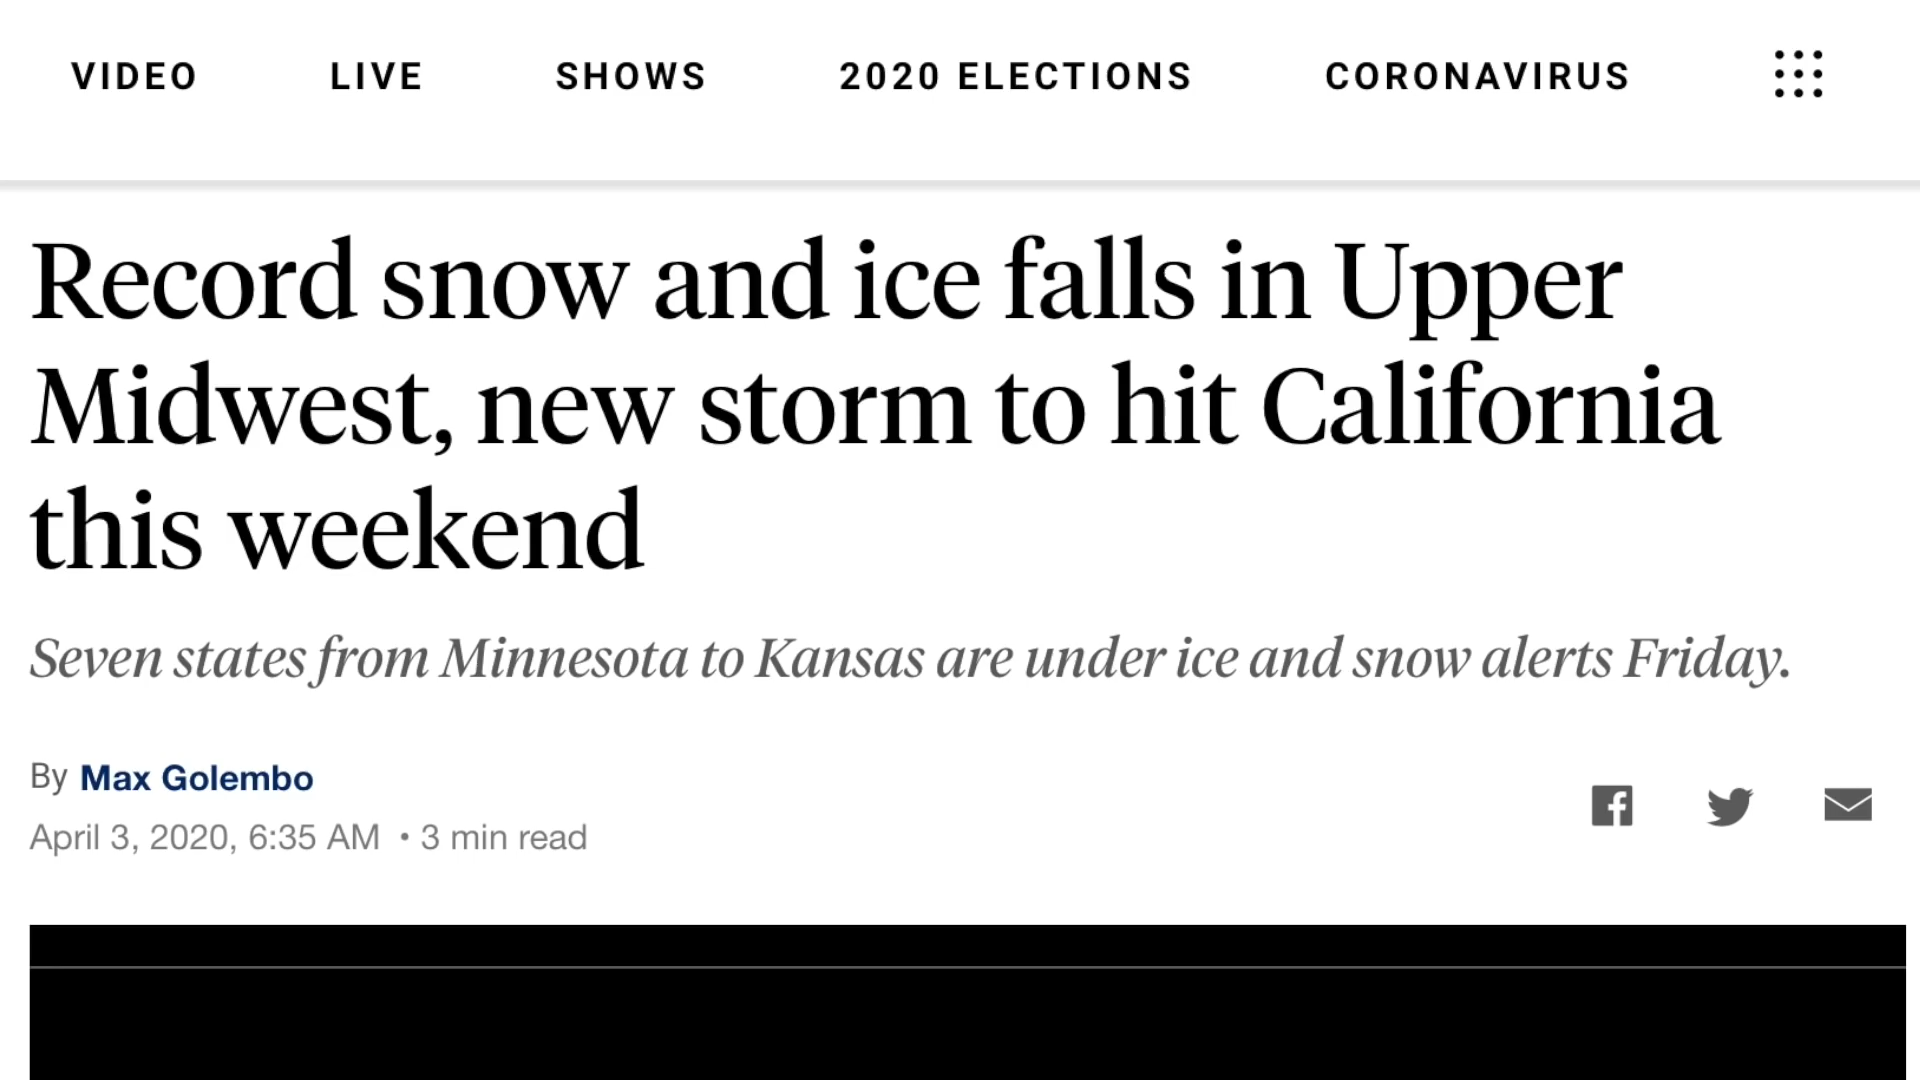 VIDEO LIVE SHOWS 2020 ELECTIONS CORONAVIRUS
Record snow and ice falls in Upper
Midwest, new storm to hit California
this weekend
Seven states from Minnesota to Kansas are under ice and snow alerts Friday.
By Max Golembo
April 3, 2020, 6:35 AM • 3 min read